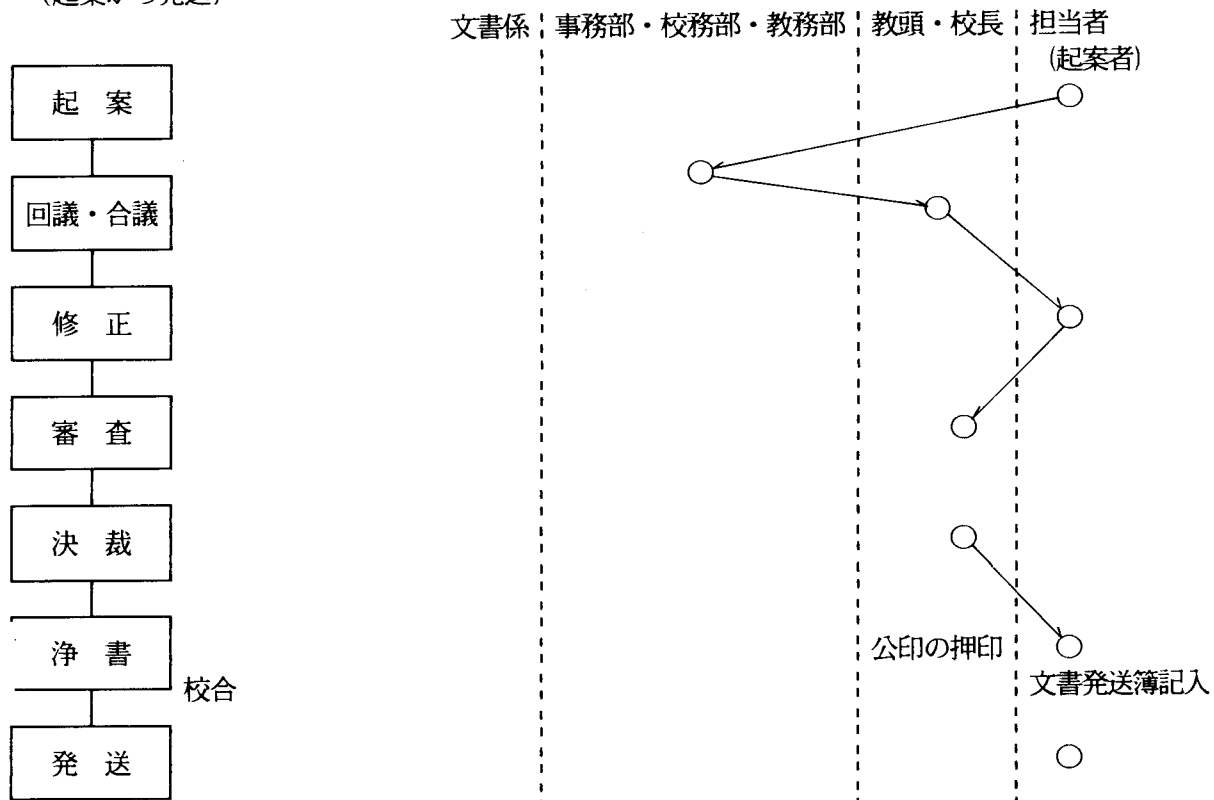 文書係 事務部・校務部・教務部 教頭・校長 担当者
(起案者)
起 案
回議・合議
修 正
審 査
決 裁
浄 書
公印の押印
校合
文書発送簿記入
発 送